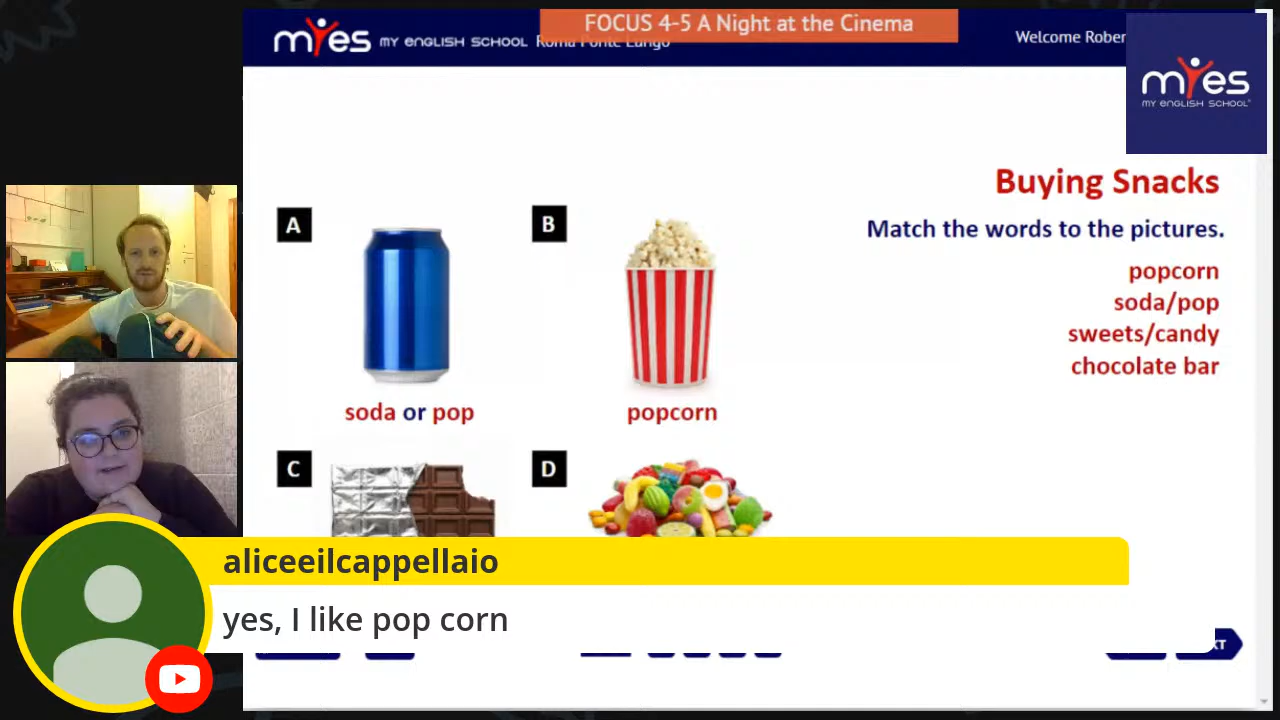 FOCUS 4-5 A Night at the Cinema
myes MY ENGLISH SCHOOL Roma Ponte Lungo
Welcome Rober
myes
MY ENGLISH SCHOOL
Buying Snacks
Match the words to the pictures.
popcorn
soda/pop
sweets/candy
chocolate bar
A
soda or pop
B
popcorn
C
D
aliceeilcappellaio
yes, I like pop corn